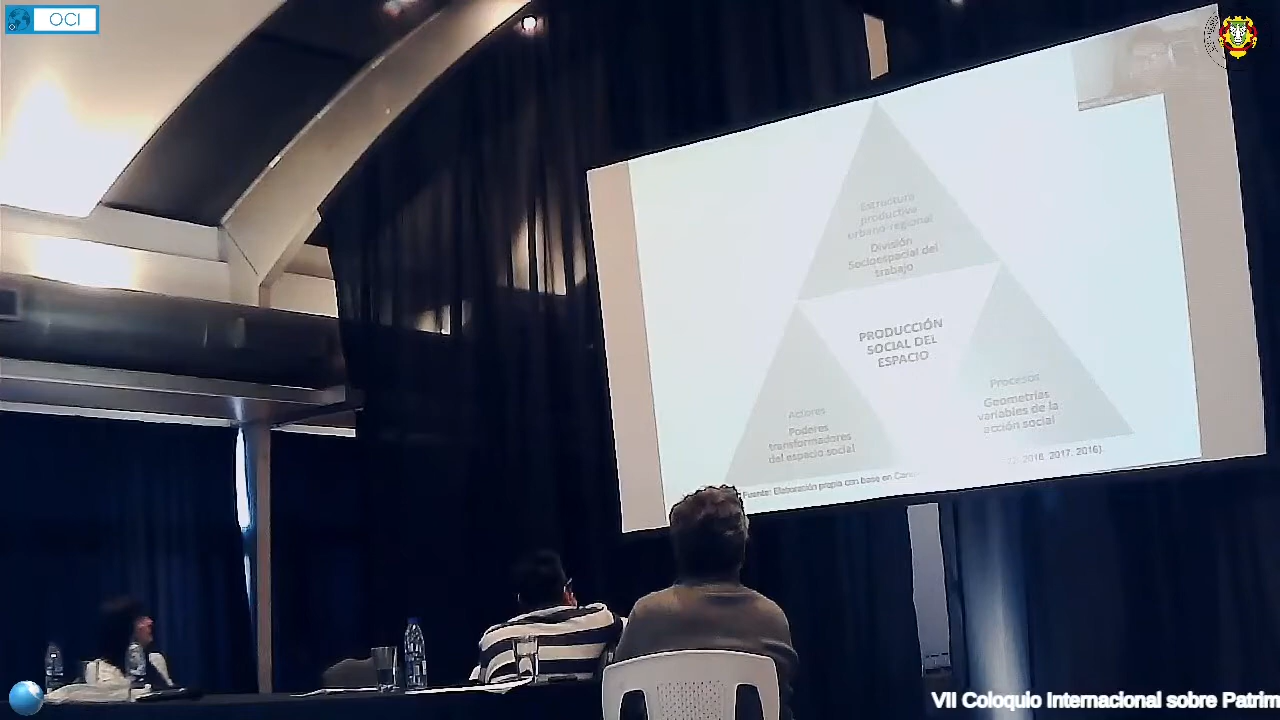 OCI
Estructura
productiva
urbano-regional
División
Socioespacial del
trabajo
PRODUCCIÓN
SOCIAL DEL
ESPACIO
Actores
Poderes
transformadores
del espacio social
Procesos
Geometrías
variables de la
acción social
Fuente: Elaboración propia con base en
2018, 2017, 2016).
VII Coloquio Internacional sobre Patrim